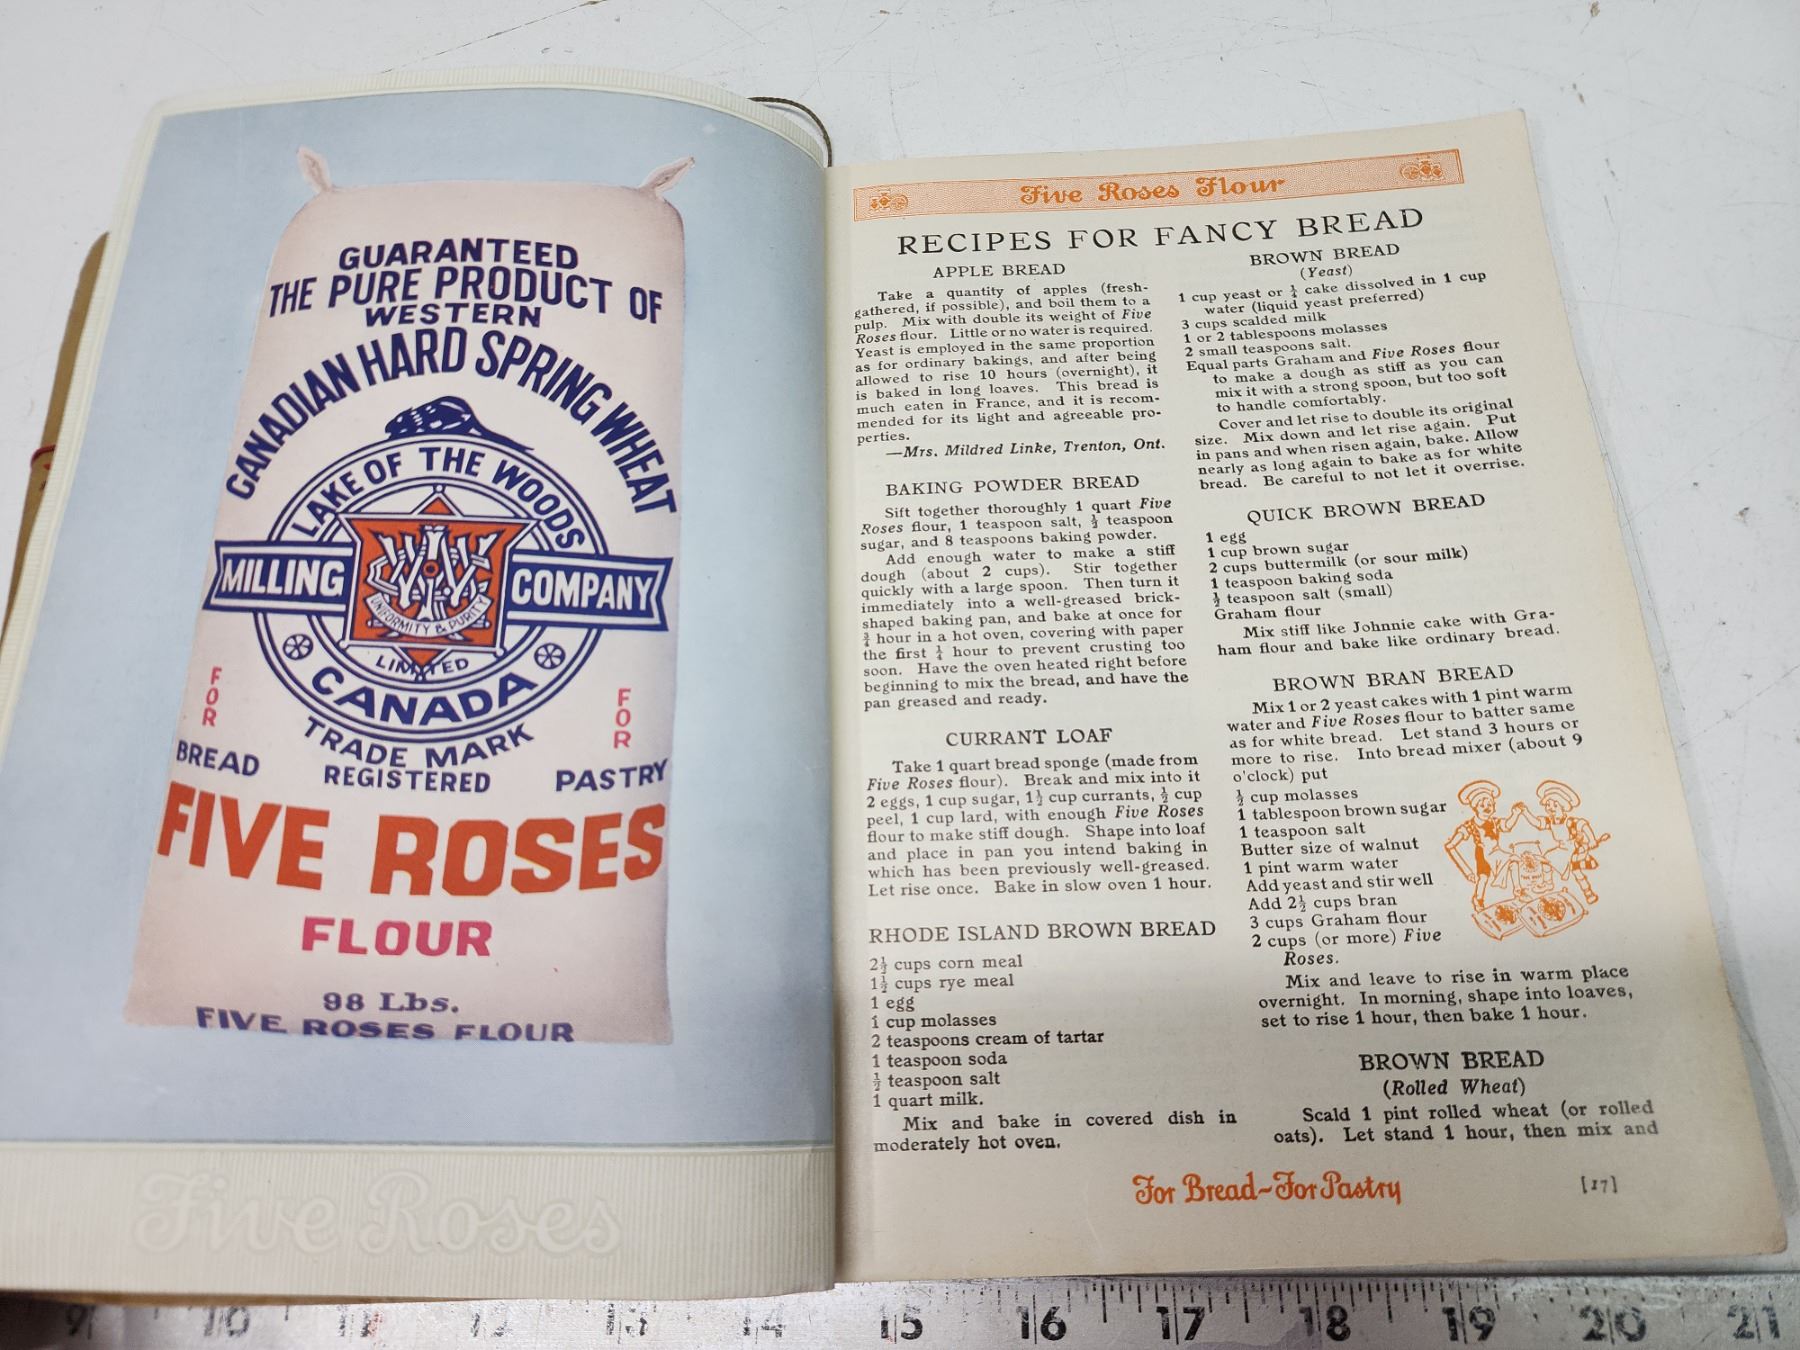 GUARANTEED
THE PURE PRODUCT OF
WESTERN
CANADIAN HARD SPRING WHEAT
LAKE OF THE WOODS
MILLING COMPANY
UNIFORMITY & PURITY
LIMITED
CANADA
TRADE MARK
REGISTERED
FOR
BREAD
FOR
PASTRY
FIVE ROSES
FLOUR
98 Lbs.
FIVE ROSES FLOUR
Five Roses
Five Roses Flour
RECIPES FOR FANCY BREAD
APPLE BREAD
Take a quantity of apples (fresh-
gathered, if possible), and boil them to a
pulp. Mix with double its weight of Five
Roses flour. Little or no water is required.
Yeast is employed in the same proportion
as for ordinary bakings, and after being
allowed to rise 10 hours (overnight), it
is baked in long loaves. This bread is
much eaten in France, and it is recom-
mended for its light and agreeable pro-
perties.
—Mrs. Mildred Linke, Trenton, Ont.
BAKING POWDER BREAD
Sift together thoroughly 1 quart Five
Roses flour, 1 teaspoon salt, ½ teaspoon
sugar, and 8 teaspoons baking powder.
Add enough water to make a stiff
dough (about 2 cups). Stir together
quickly with a large spoon. Then turn it
immediately into a well-greased brick-
shaped baking pan, and bake at once for
¾ hour in a hot oven, covering with paper
the first ¼ hour to prevent crusting too
soon. Have the oven heated right before
beginning to mix the bread, and have the
pan greased and ready.
CURRANT LOAF
Take 1 quart bread sponge (made from
Five Roses flour). Break and mix into it
2 eggs, 1 cup sugar, 1½ cup currants, ½ cup
peel, 1 cup lard, with enough Five Roses
flour to make stiff dough. Shape into loaf
and place in pan you intend baking in
which has been previously well-greased.
Let rise once. Bake in slow oven 1 hour.
RHODE ISLAND BROWN BREAD
2½ cups corn meal
1½ cups rye meal
1 egg
1 cup molasses
2 teaspoons cream of tartar
1 teaspoon soda
½ teaspoon salt
1 quart milk.
Mix and bake in covered dish in
moderately hot oven.
BROWN BREAD
(Yeast)
1 cup yeast or ¼ cake dissolved in 1 cup
water (liquid yeast preferred)
3 cups scalded milk
1 or 2 tablespoons molasses
2 small teaspoons salt.
Equal parts Graham and Five Roses flour
to make a dough as stiff as you can
mix it with a strong spoon, but too soft
to handle comfortably.
Cover and let rise to double its original
size. Mix down and let rise again. Put
in pans and when risen again, bake. Allow
nearly as long again to bake as for white
bread. Be careful to not let it overrise.
QUICK BROWN BREAD
1 egg
1 cup brown sugar
2 cups buttermilk (or sour milk)
1 teaspoon baking soda
½ teaspoon salt (small)
Graham flour
Mix stiff like Johnnie cake with Gra-
ham flour and bake like ordinary bread.
BROWN BRAN BREAD
Mix 1 or 2 yeast cakes with 1 pint warm
water and Five Roses flour to batter same
as for white bread. Let stand 3 hours or
more to rise. Into bread mixer (about 9
o'clock) put
½ cup molasses
1 tablespoon brown sugar
1 teaspoon salt
Butter size of walnut
1 pint warm water
Add yeast and stir well
Add 2½ cups bran
3 cups Graham flour
2 cups (or more) Five
Roses.
Mix and leave to rise in warm place
overnight. In morning, shape into loaves,
set to rise 1 hour, then bake 1 hour.
BROWN BREAD
(Rolled Wheat)
Scald 1 pint rolled wheat (or rolled
oats). Let stand 1 hour, then mix and
For Bread~For Pastry
[17]
9 10 11 12 13 14 15 16 17 18 19 20 21